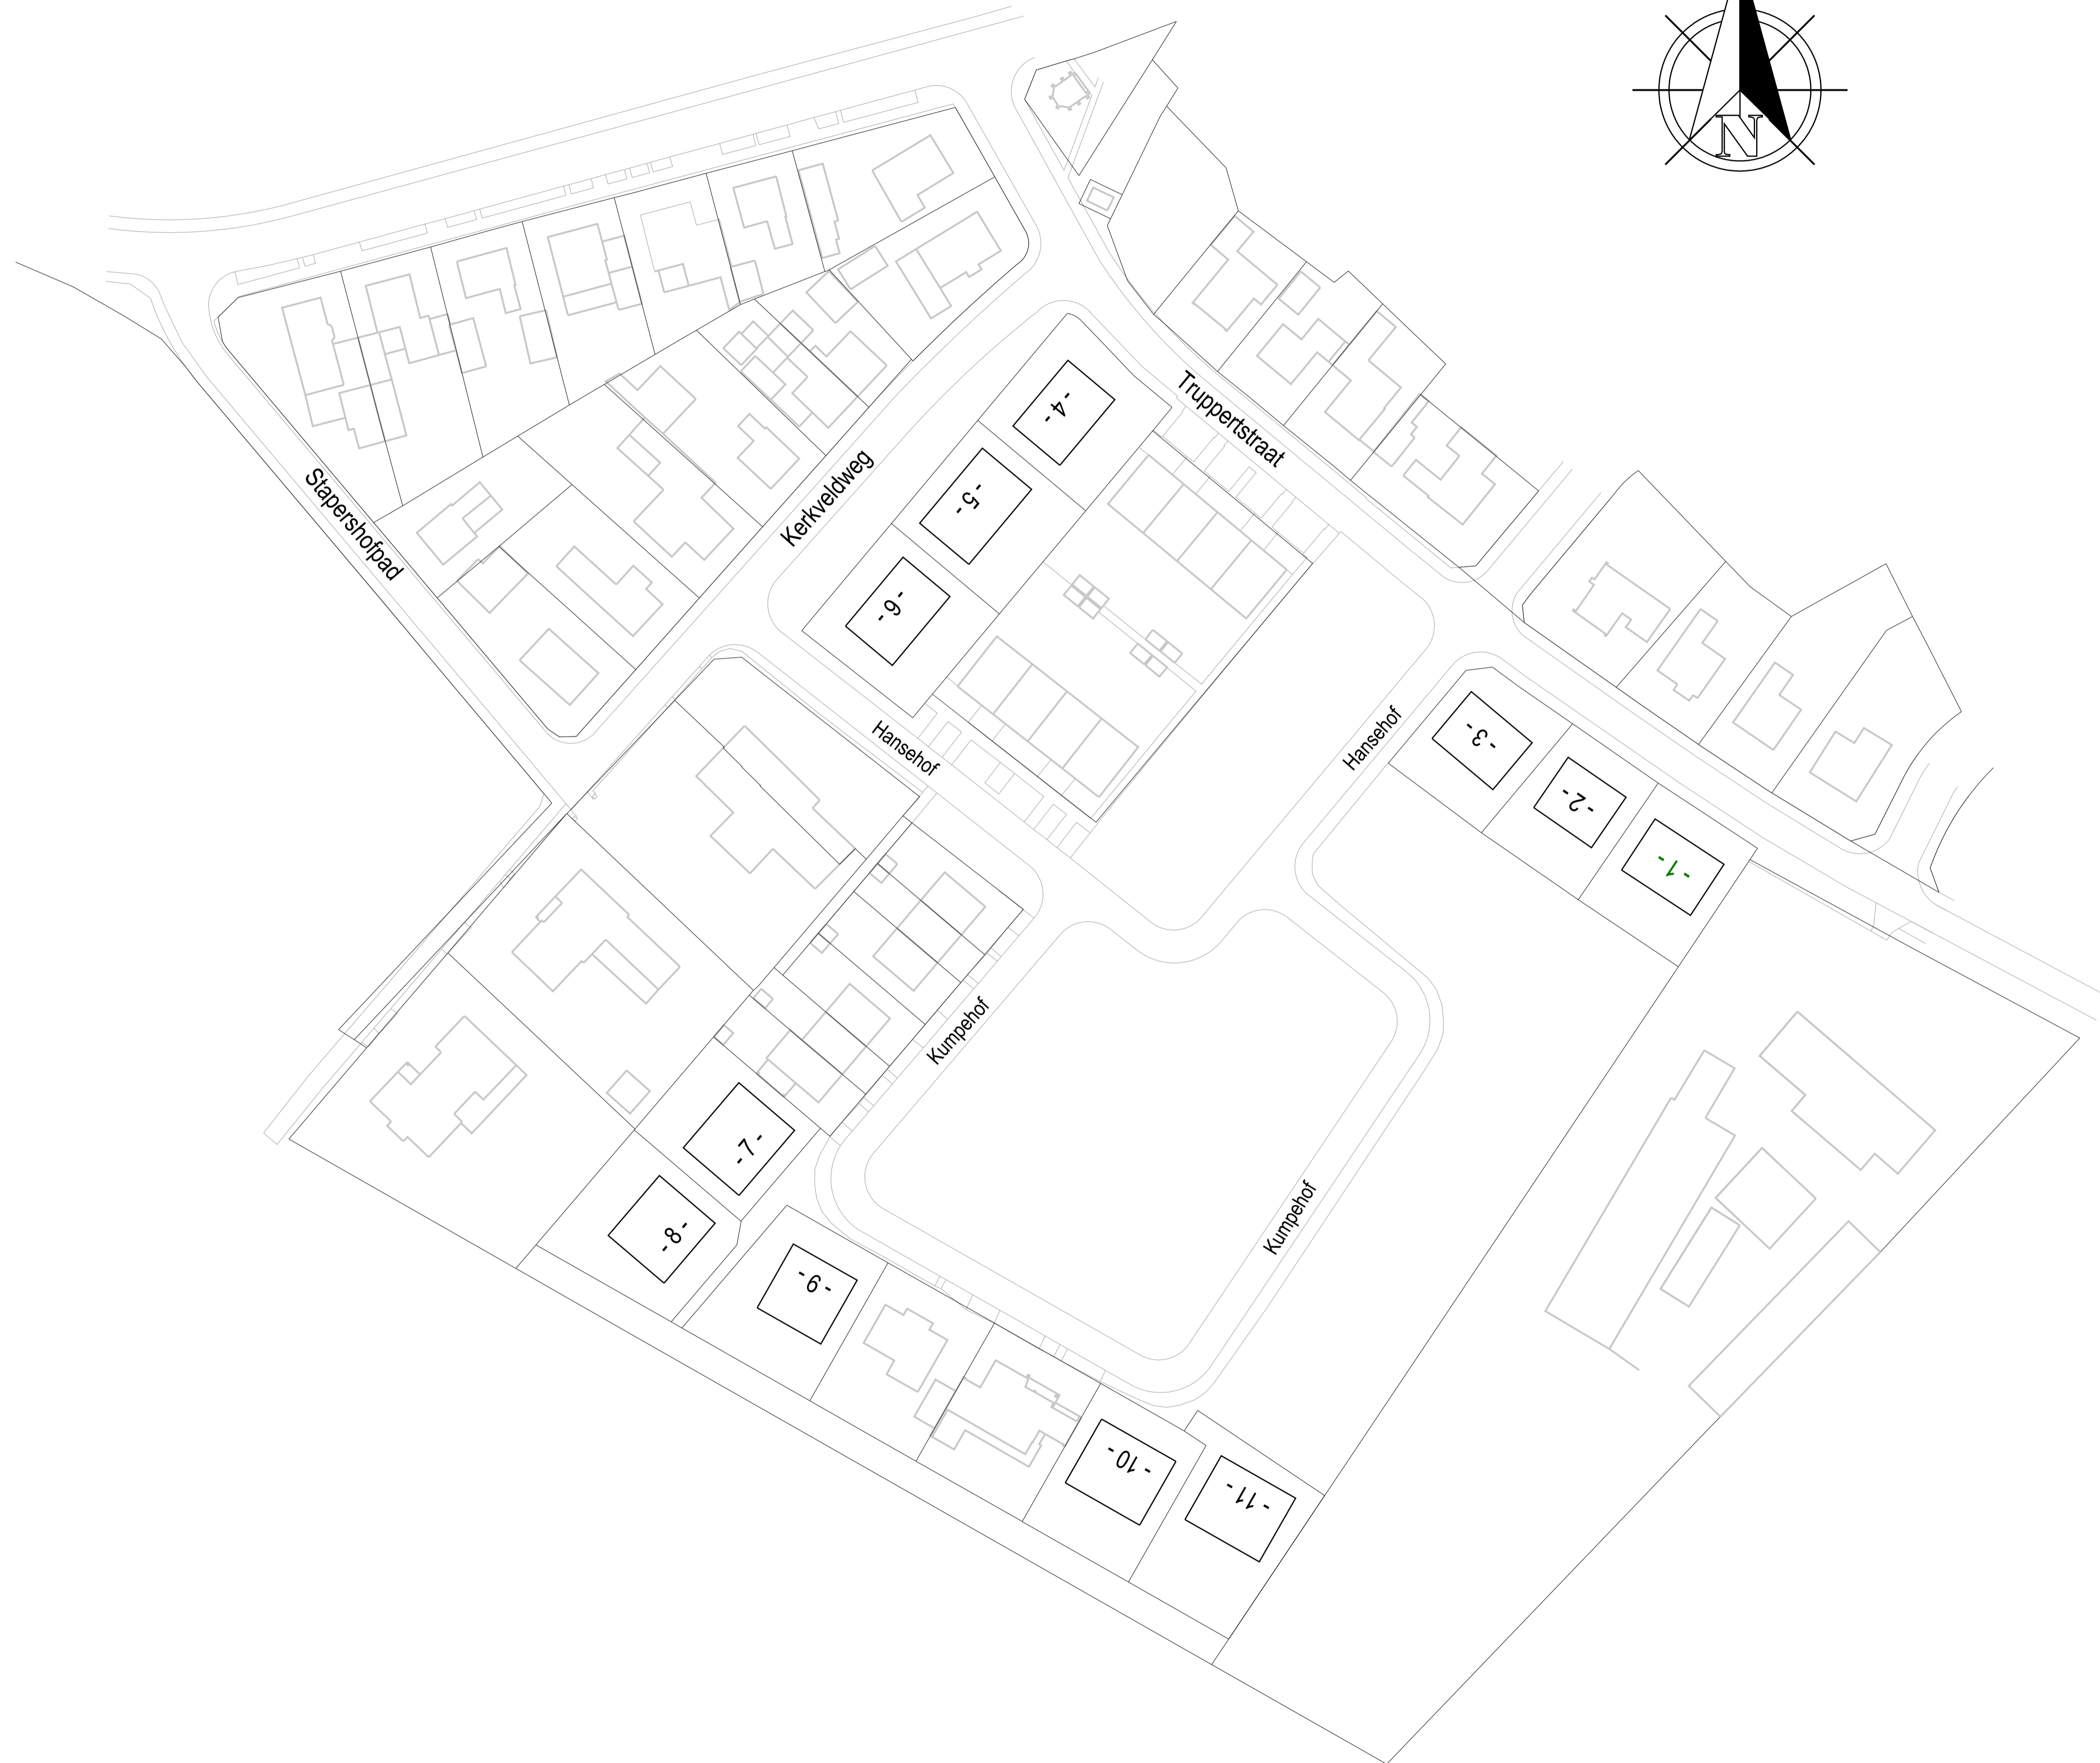 N
Truppertstraat
- 4 -
Kerkveldweg
- 5 -
Stapershofpad
- 6 -
Hansehof
Hansehof
- 3 -
- 2 -
- 1 -
Kumpehof
- 7 -
- 8 -
Kumpehof
- 9 -
- 10 -
- 11 -